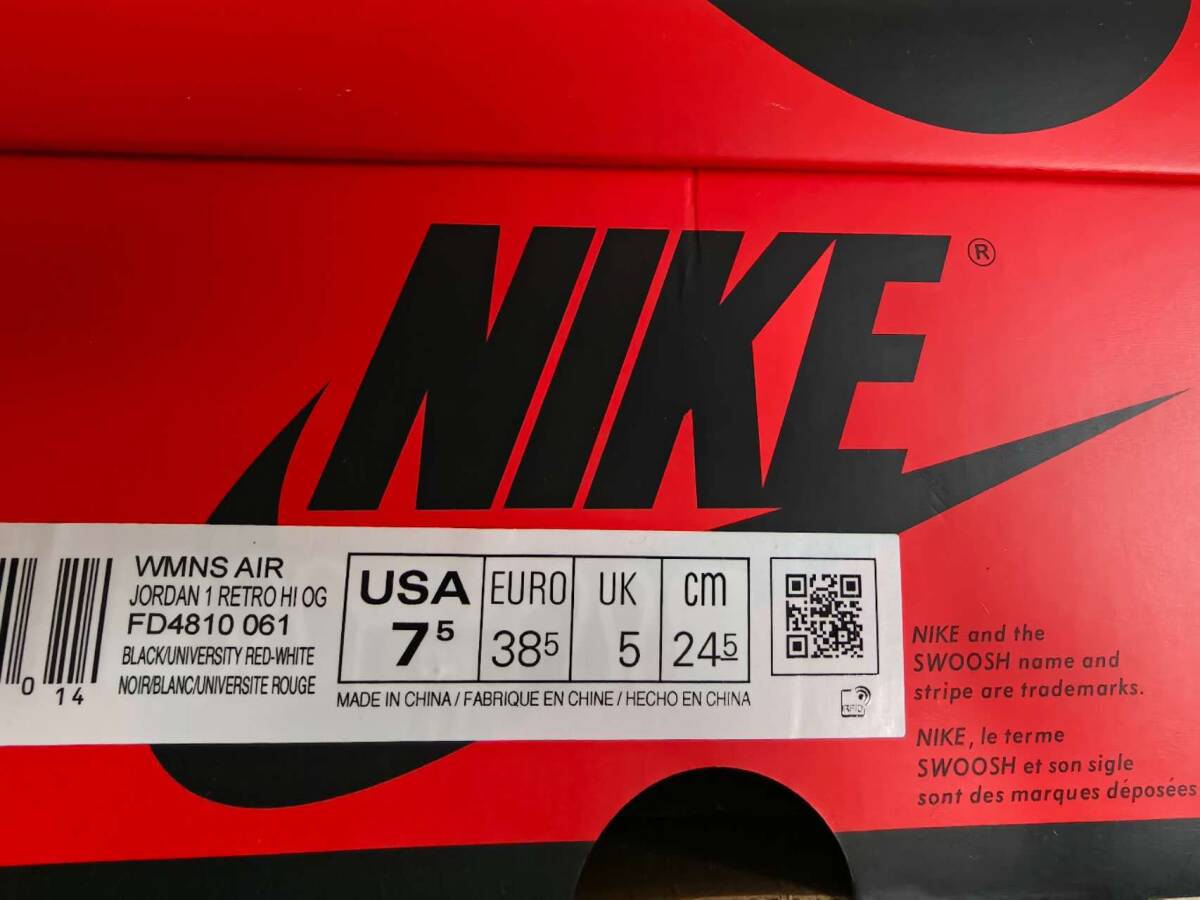 NIKE ®
WMNS AIR
JORDAN 1 RETRO HI OG
FD4810 061
BLACK/UNIVERSITY RED-WHITE
NOIR/BLANC/UNIVERSITE ROUGE
USA EURO UK cm
7⁵ 38⁵ 5 24⁵
MADE IN CHINA / FABRIQUE EN CHINE / HECHO EN CHINA
0 14
RFID
NIKE and the
SWOOSH name and
stripe are trademarks.
NIKE, le terme
SWOOSH et son sigle
sont des marques déposées